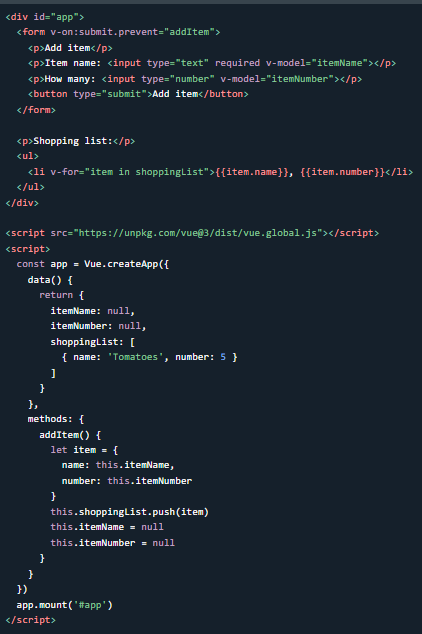 <div id="app">
  <form v-on:submit.prevent="addItem">
    <p>Add item</p>
    <p>Item name: <input type="text" required v-model="itemName"></p>
    <p>How many: <input type="number" v-model="itemNumber"></p>
    <button type="submit">Add item</button>
  </form>

  <p>Shopping list:</p>
  <ul>
    <li v-for="item in shoppingList">{{item.name}}, {{item.number}}</li>
  </ul>
</div>

<script src="https://unpkg.com/vue@3/dist/vue.global.js"></script>
<script>
  const app = Vue.createApp({
    data() {
      return {
        itemName: null,
        itemNumber: null,
        shoppingList: [
          { name: 'Tomatoes', number: 5 }
        ]
      }
    },
    methods: {
      addItem() {
        let item = {
          name: this.itemName,
          number: this.itemNumber
        }
        this.shoppingList.push(item)
        this.itemName = null
        this.itemNumber = null
      }
    }
  })
  app.mount('#app')
</script>